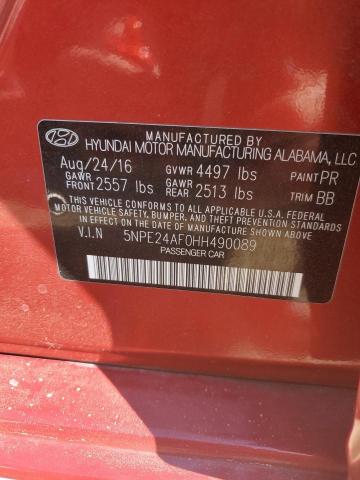 MANUFACTURED BY
HYUNDAI MOTOR MANUFACTURING ALABAMA, LLC
Aug/24/16 GVWR 4497 lbs PAINT PR
GAWR FRONT 2557 lbs GAWR REAR 2513 lbs TRIM BB
THIS VEHICLE CONFORMS TO ALL APPLICABLE U.S.A. FEDERAL
MOTOR VEHICLE SAFETY, BUMPER, AND THEFT PREVENTION STANDARDS
IN EFFECT ON THE DATE OF MANUFACTURE SHOWN ABOVE.
V.I.N 5NPE24AF0HH490089
PASSENGER CAR